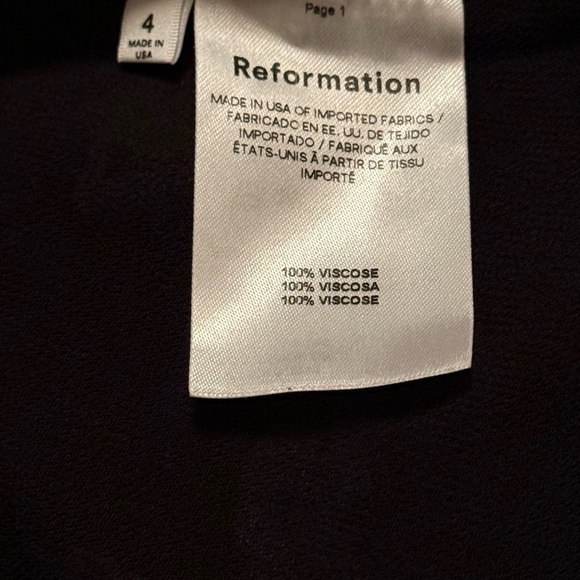 4
MADE IN
USA
Page 1
Reformation
MADE IN USA OF IMPORTED FABRICS /
FABRICADO EN EE. UU. DE TEJIDO
IMPORTADO / FABRIQUÉ AUX
ÉTATS-UNIS À PARTIR DE TISSU
IMPORTÉ
100% VISCOSE
100% VISCOSA
100% VISCOSE